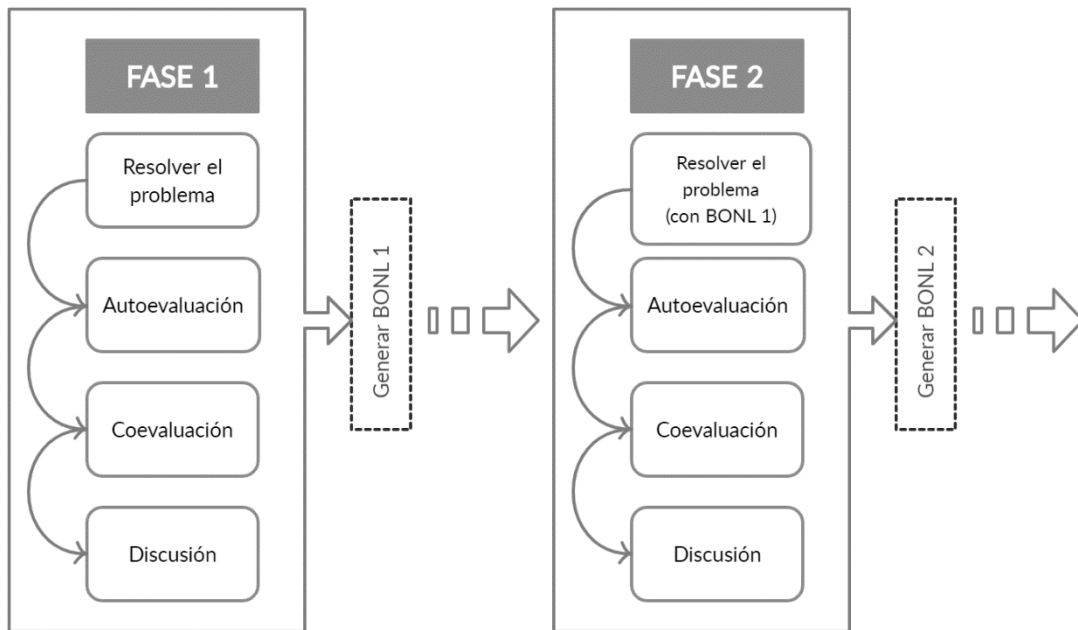 FASE 1
Resolver el
problema
Autoevaluación
Coevaluación
Discusión
Generar BONL 1
FASE 2
Resolver el
problema
(con BONL 1)
Autoevaluación
Coevaluación
Discusión
Generar BONL 2